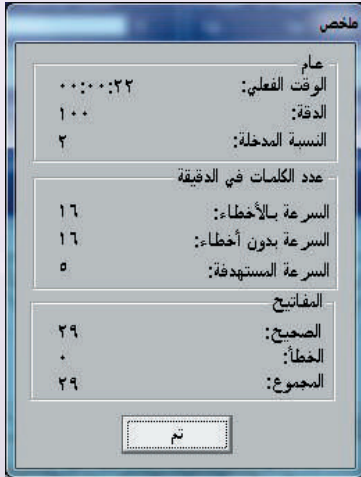 ملخص
عام
الوقت الفعلي: ٠٠:٠٠:٢٢
الدقة: ١٠٠
النسبة المدخلة: ٢
عدد الكلمات في الدقيقة
السرعة بالأخطاء: ١٦
السرعة بدون أخطاء: ١٦
السرعة المستهدفة: ٥
المفاتيح
الصحيح: ٢٩
الخطأ: ٠
المجموع: ٢٩
تم